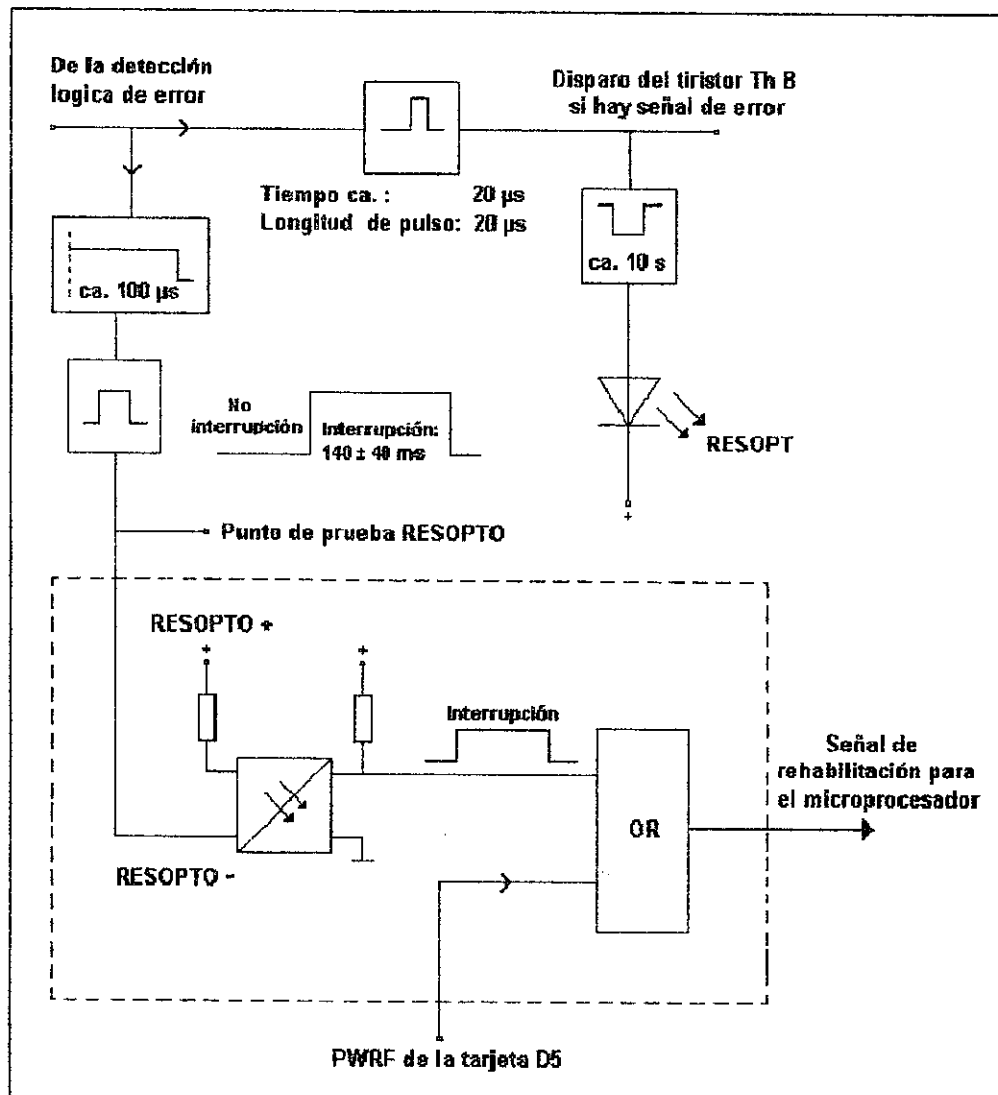 De la detección
logica de error
Disparo del tiristor Th B
si hay señal de error
Tiempo ca. : 20 µs
Longitud de pulso: 20 µs
ca. 100 µs
ca. 10 s
No
interrupción
Interrupción:
140 ± 40 ms
RESOPT
+
Punto de prueba RESOPTO
RESOPTO +
+
+
Interrupción
Señal de
rehabilitación para
el microprocesador
OR
RESOPTO -
PWRF de la tarjeta D5